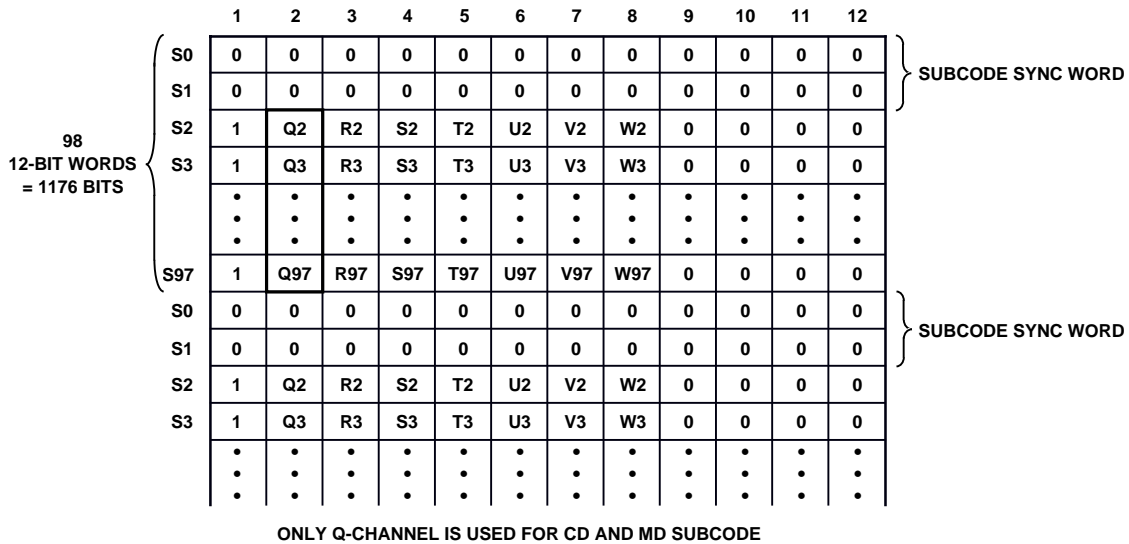 1 2 3 4 5 6 7 8 9 10 11 12
S0 0 0 0 0 0 0 0 0 0 0 0 0
SUBCODE SYNC WORD
S1 0 0 0 0 0 0 0 0 0 0 0 0
S2 1 Q2 R2 S2 T2 U2 V2 W2 0 0 0 0
98
12-BIT WORDS
= 1176 BITS
S3 1 Q3 R3 S3 T3 U3 V3 W3 0 0 0 0
• • • • • • • • • • • •
• • • • • • • • • • • •
• • • • • • • • • • • •
S97 1 Q97 R97 S97 T97 U97 V97 W97 0 0 0 0
S0 0 0 0 0 0 0 0 0 0 0 0 0
SUBCODE SYNC WORD
S1 0 0 0 0 0 0 0 0 0 0 0 0
S2 1 Q2 R2 S2 T2 U2 V2 W2 0 0 0 0
S3 1 Q3 R3 S3 T3 U3 V3 W3 0 0 0 0
• • • • • • • • • • • •
• • • • • • • • • • • •
• • • • • • • • • • • •
ONLY Q-CHANNEL IS USED FOR CD AND MD SUBCODE